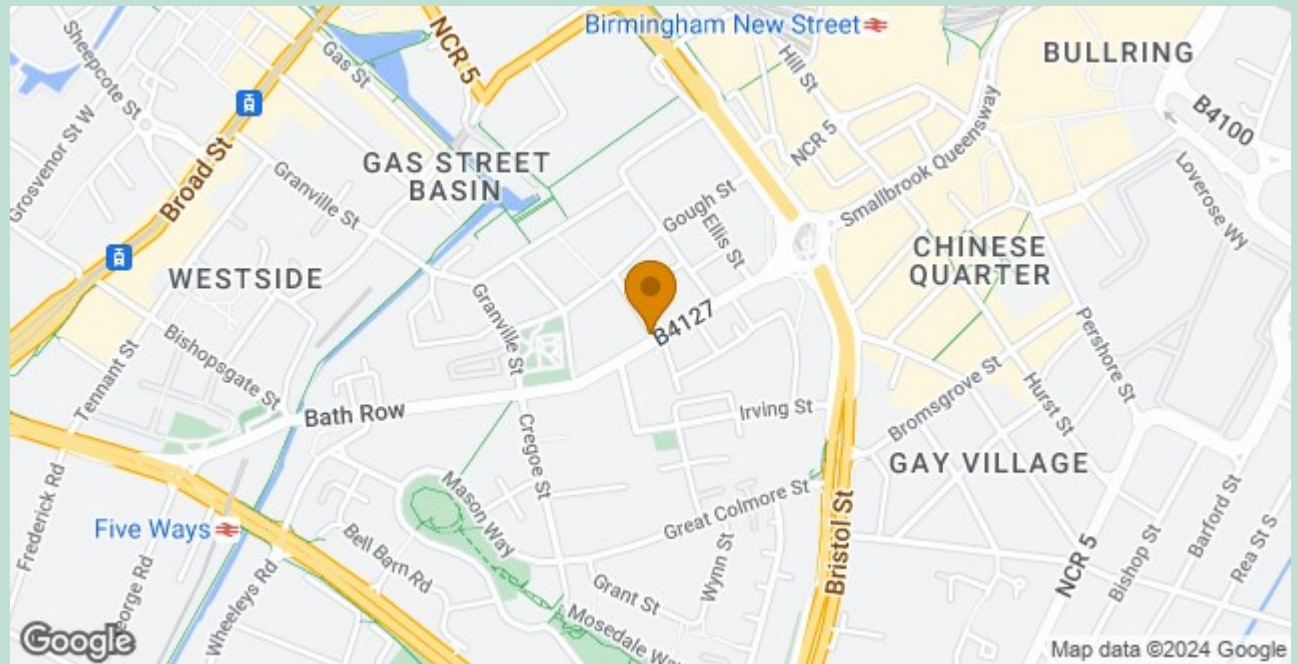 Birmingham New Street
BULLRING
Sheepcote St
Gas St
NCR 5
Hill St
NCR 5
Smallbrook Queensway
B4100
Loverose Wy
Grosvenor St W
Broad St
GAS STREET
BASIN
Granville St
Gough St
Ellis St
CHINESE
QUARTER
WESTSIDE
Granville St
B4127
Pershore St
Bishopsgate St
Tennant St
Bath Row
Irving St
Bromsgrove St
Hurst St
Cregoe St
GAY VILLAGE
Frederick Rd
Five Ways
Mason Way
Great Colmore St
Bristol St
Barford St
Bell Barn Rd
Wynn St
NCR 5
Bishop St
Rea St S
George Rd
Wheeleys Rd
Grant St
Mosedale Way
Google
Map data ©2024 Google